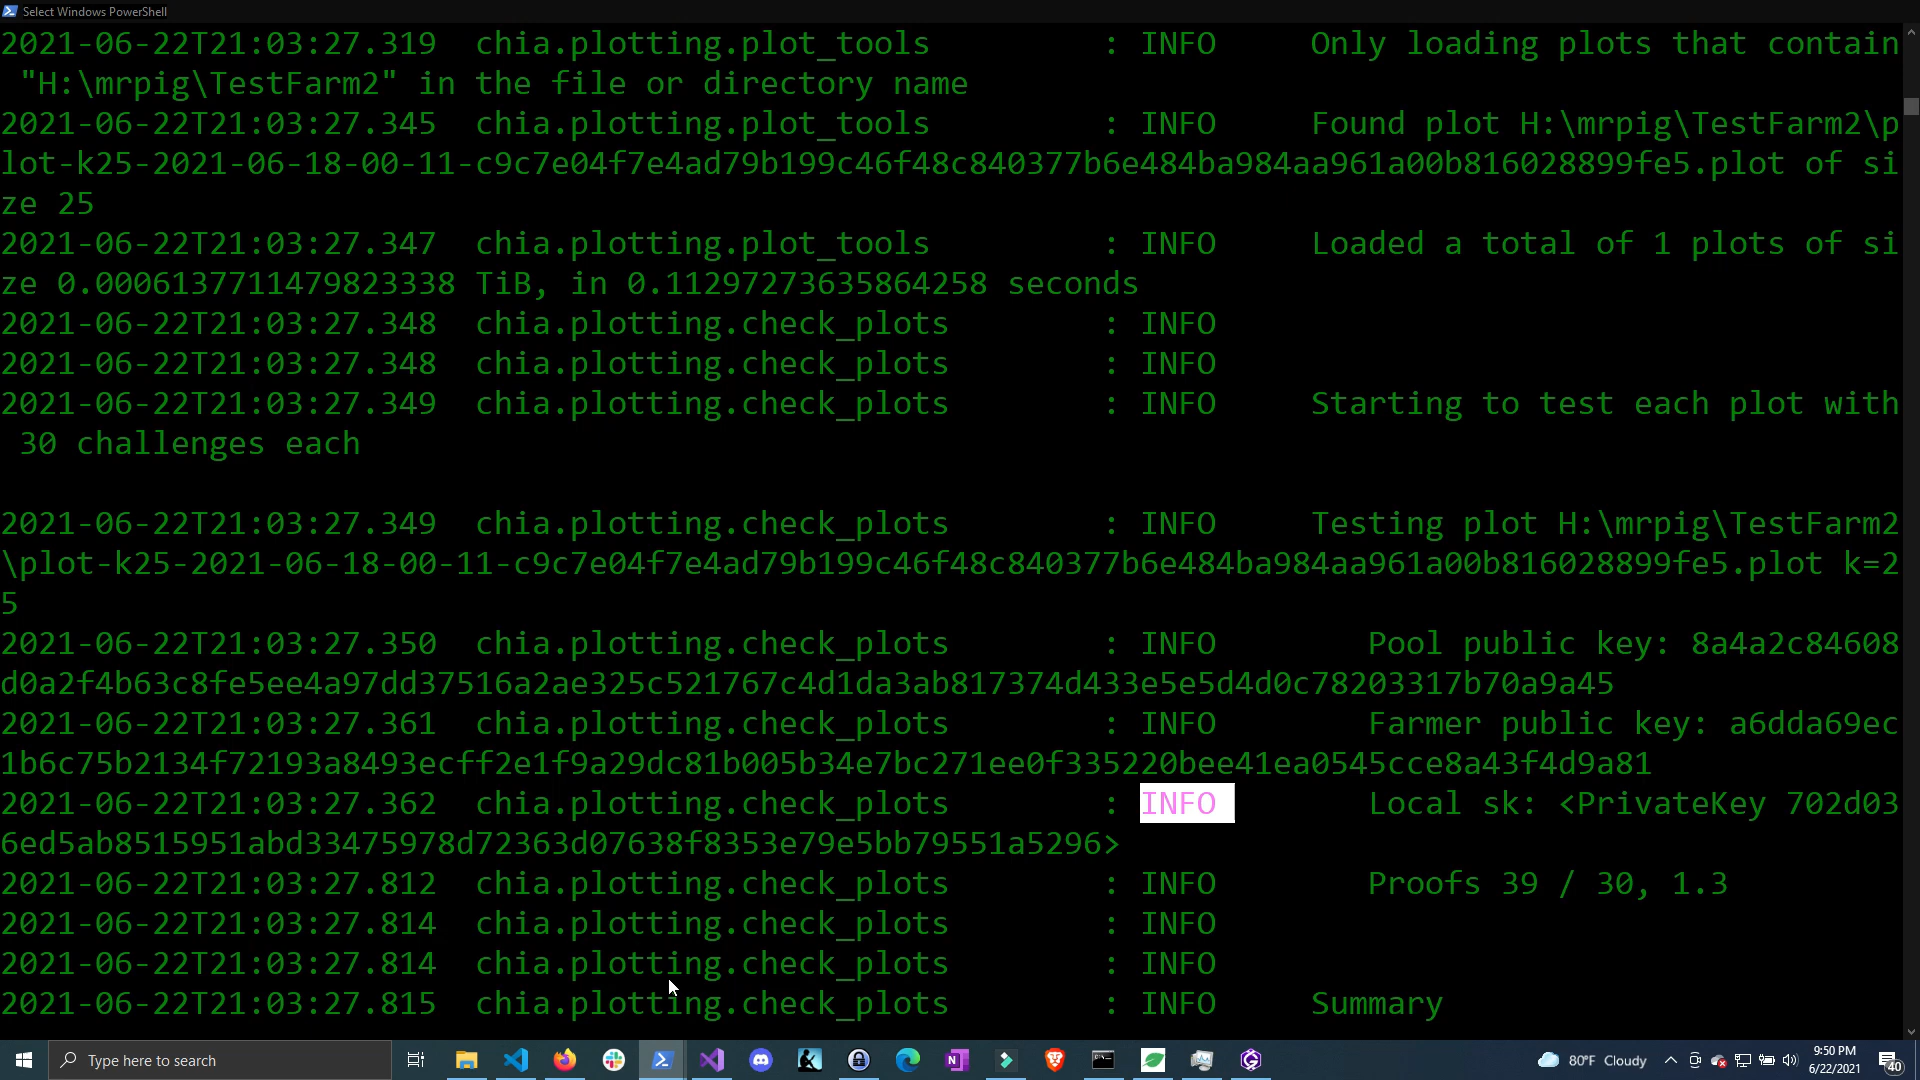 Select Windows PowerShell
2021-06-22T21:03:27.319  chia.plotting.plot_tools         : INFO     Only loading plots that contain
 "H:\mrpig\TestFarm2" in the file or directory name
2021-06-22T21:03:27.345  chia.plotting.plot_tools         : INFO     Found plot H:\mrpig\TestFarm2\p
lot-k25-2021-06-18-00-11-c9c7e04f7e4ad79b199c46f48c840377b6e484ba984aa961a00b816028899fe5.plot of si
ze 25
2021-06-22T21:03:27.347  chia.plotting.plot_tools         : INFO     Loaded a total of 1 plots of si
ze 0.0006137711479823338 TiB, in 0.11297273635864258 seconds
2021-06-22T21:03:27.348  chia.plotting.check_plots        : INFO
2021-06-22T21:03:27.348  chia.plotting.check_plots        : INFO
2021-06-22T21:03:27.349  chia.plotting.check_plots        : INFO     Starting to test each plot with
 30 challenges each
2021-06-22T21:03:27.349  chia.plotting.check_plots        : INFO     Testing plot H:\mrpig\TestFarm2
\plot-k25-2021-06-18-00-11-c9c7e04f7e4ad79b199c46f48c840377b6e484ba984aa961a00b816028899fe5.plot k=2
5
2021-06-22T21:03:27.350  chia.plotting.check_plots        : INFO        Pool public key: 8a4a2c84608
d0a2f4b63c8fe5ee4a97dd37516a2ae325c521767c4d1da3ab817374d433e5e5d4d0c78203317b70a9a45
2021-06-22T21:03:27.361  chia.plotting.check_plots        : INFO        Farmer public key: a6dda69ec
1b6c75b2134f72193a8493ecff2e1f9a29dc81b005b34e7bc271ee0f335220bee41ea0545cce8a43f4d9a81
2021-06-22T21:03:27.362  chia.plotting.check_plots        : INFO        Local sk: <PrivateKey 702d03
6ed5ab8515951abd33475978d72363d07638f8353e79e5bb79551a5296>
2021-06-22T21:03:27.812  chia.plotting.check_plots        : INFO        Proofs 39 / 30, 1.3
2021-06-22T21:03:27.814  chia.plotting.check_plots        : INFO
2021-06-22T21:03:27.814  chia.plotting.check_plots        : INFO
2021-06-22T21:03:27.815  chia.plotting.check_plots        : INFO     Summary
Type here to search
80°F Cloudy
9:50 PM
6/22/2021
40